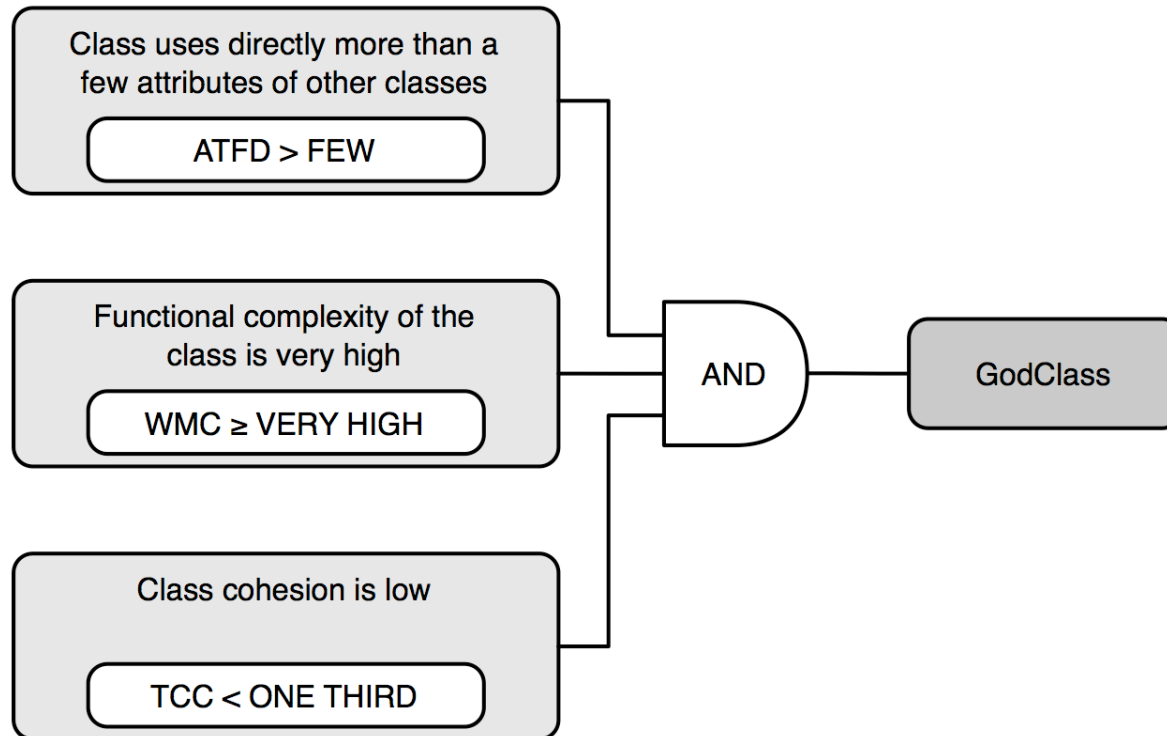 Class uses directly more than a
few attributes of other classes
ATFD > FEW
Functional complexity of the
class is very high
WMC ≥ VERY HIGH
Class cohesion is low
TCC < ONE THIRD
AND
GodClass